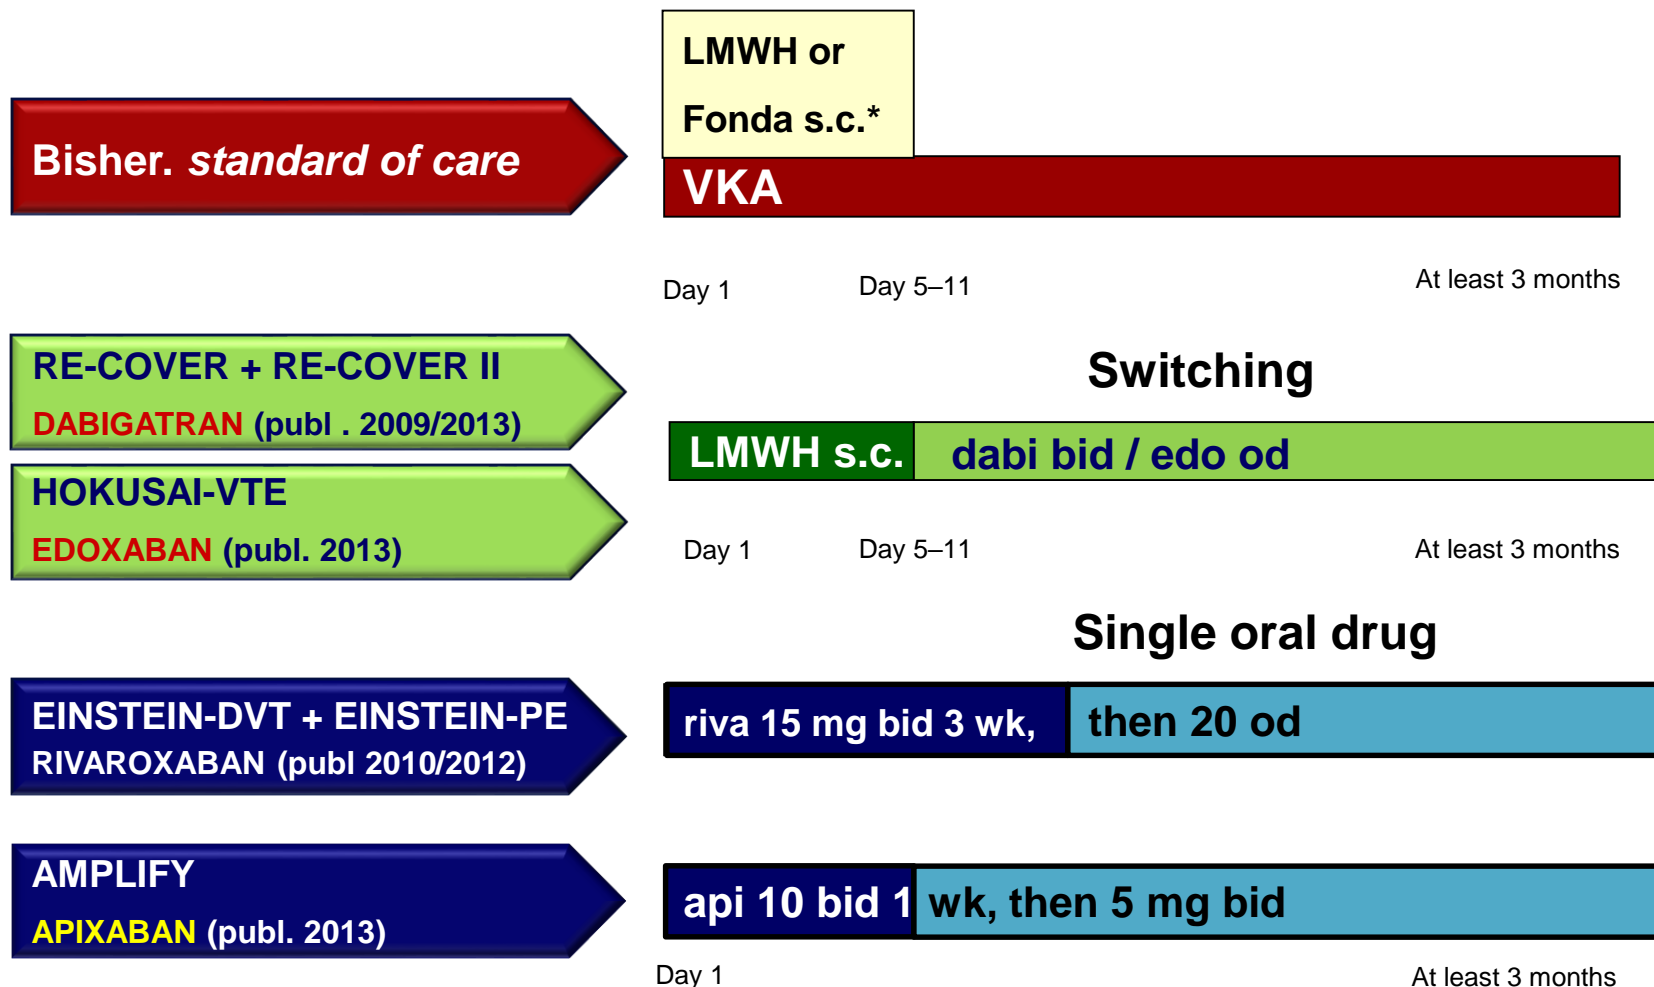 LMWH or
Fonda s.c.*
Bisher. standard of care
VKA
Day 1
Day 5–11
At least 3 months
RE-COVER + RE-COVER II
DABIGATRAN (publ . 2009/2013)
Switching
LMWH s.c.
dabi bid / edo od
HOKUSAI-VTE
EDOXABAN (publ. 2013)
Day 1
Day 5–11
At least 3 months
Single oral drug
EINSTEIN-DVT + EINSTEIN-PE
RIVAROXABAN (publ 2010/2012)
riva 15 mg bid 3 wk, then 20 od
AMPLIFY
APIXABAN (publ. 2013)
api 10 bid 1 wk, then 5 mg bid
Day 1
At least 3 months